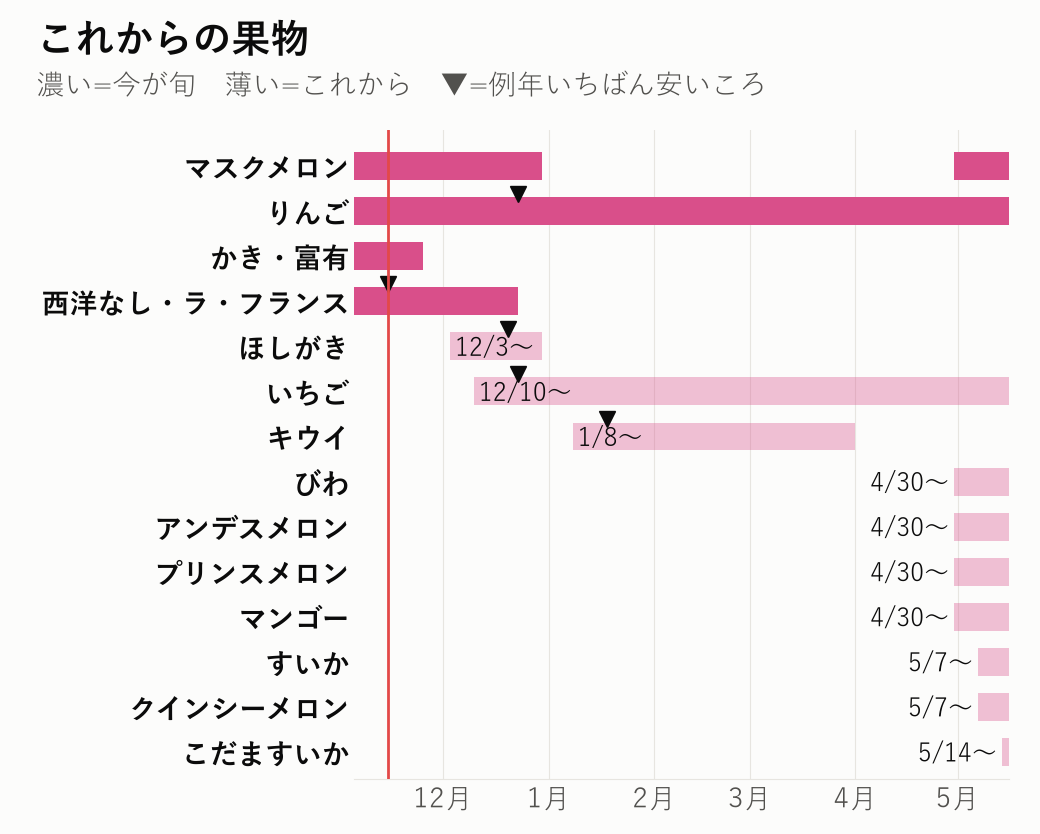 これからの果物
濃い=今が旬　薄い=これから　▼=例年いちばん安いころ
マスクメロン
りんご
かき・富有
西洋なし・ラ・フランス
ほしがき 12/3〜
いちご 12/10〜
キウイ 1/8〜
びわ 4/30〜
アンデスメロン 4/30〜
プリンスメロン 4/30〜
マンゴー 4/30〜
すいか 5/7〜
クインシーメロン 5/7〜
こだますいか 5/14〜
12月 1月 2月 3月 4月 5月